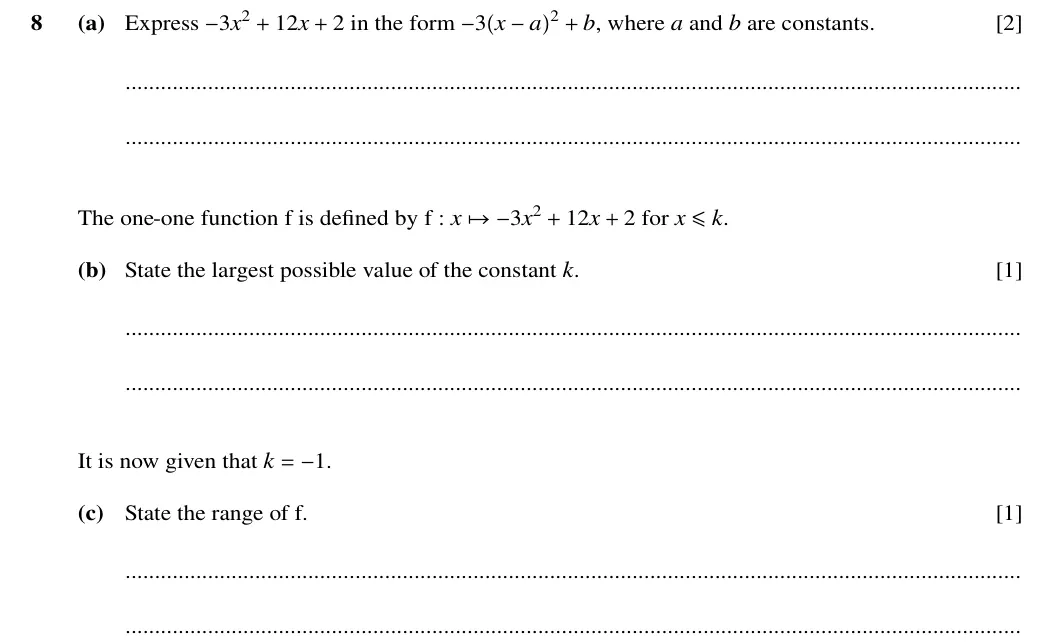 8 (a) Express −3x² + 12x + 2 in the form −3(x − a)² + b, where a and b are constants. [2]
................................................................................
................................................................................
The one-one function f is defined by f : x ↦ −3x² + 12x + 2 for x ⩽ k.
(b) State the largest possible value of the constant k. [1]
................................................................................
................................................................................
It is now given that k = −1.
(c) State the range of f. [1]
................................................................................
................................................................................